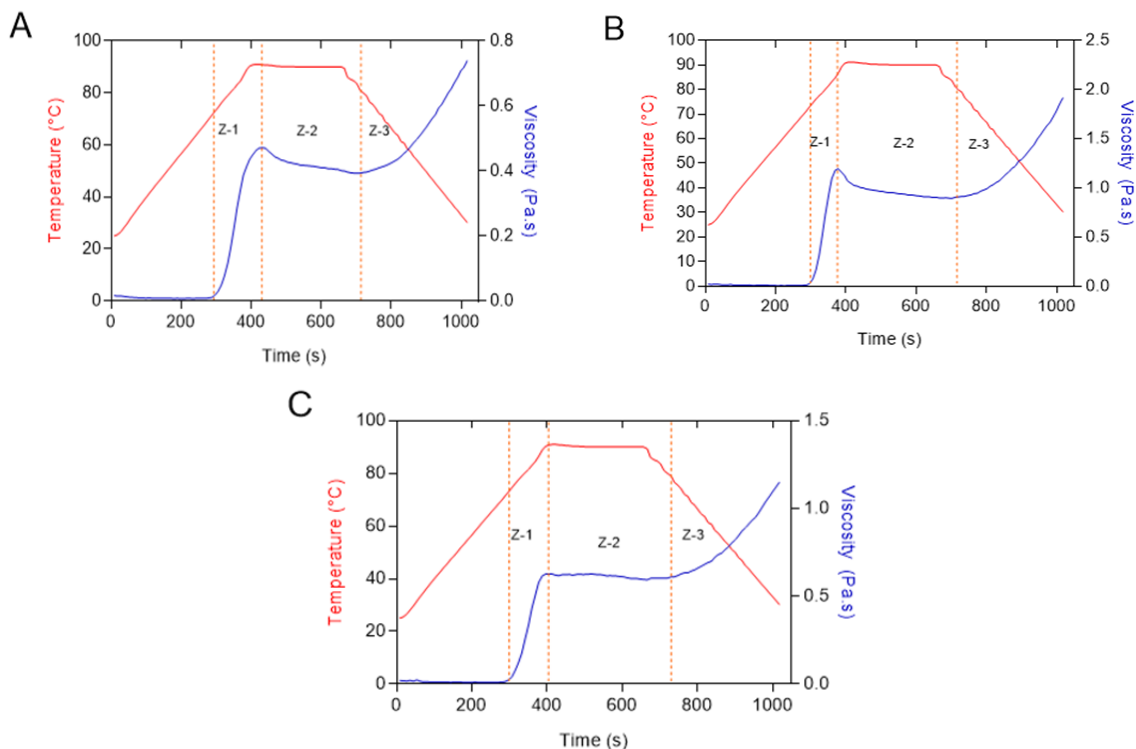 A
Temperature (°C)
100
80
60
40
20
0
Z-1
Z-2
Z-3
0.8
0.6
0.4
0.2
0.0
Viscosity (Pa.s)
0 200 400 600 800 1000
Time (s)
B
Temperature (°C)
100
90
80
70
60
50
40
30
20
10
0
Z-1
Z-2
Z-3
2.5
2.0
1.5
1.0
0.5
0.0
Viscosity (Pa.s)
0 200 400 600 800 1000
Time (s)
C
Temperature (°C)
100
80
60
40
20
0
Z-1
Z-2
Z-3
1.5
1.0
0.5
0.0
Viscosity (Pa.s)
0 200 400 600 800 1000
Time (s)